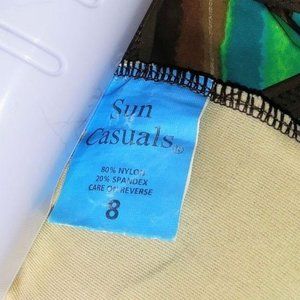 Sun
Casuals®
80% NYLON
20% SPANDEX
CARE ON REVERSE
8